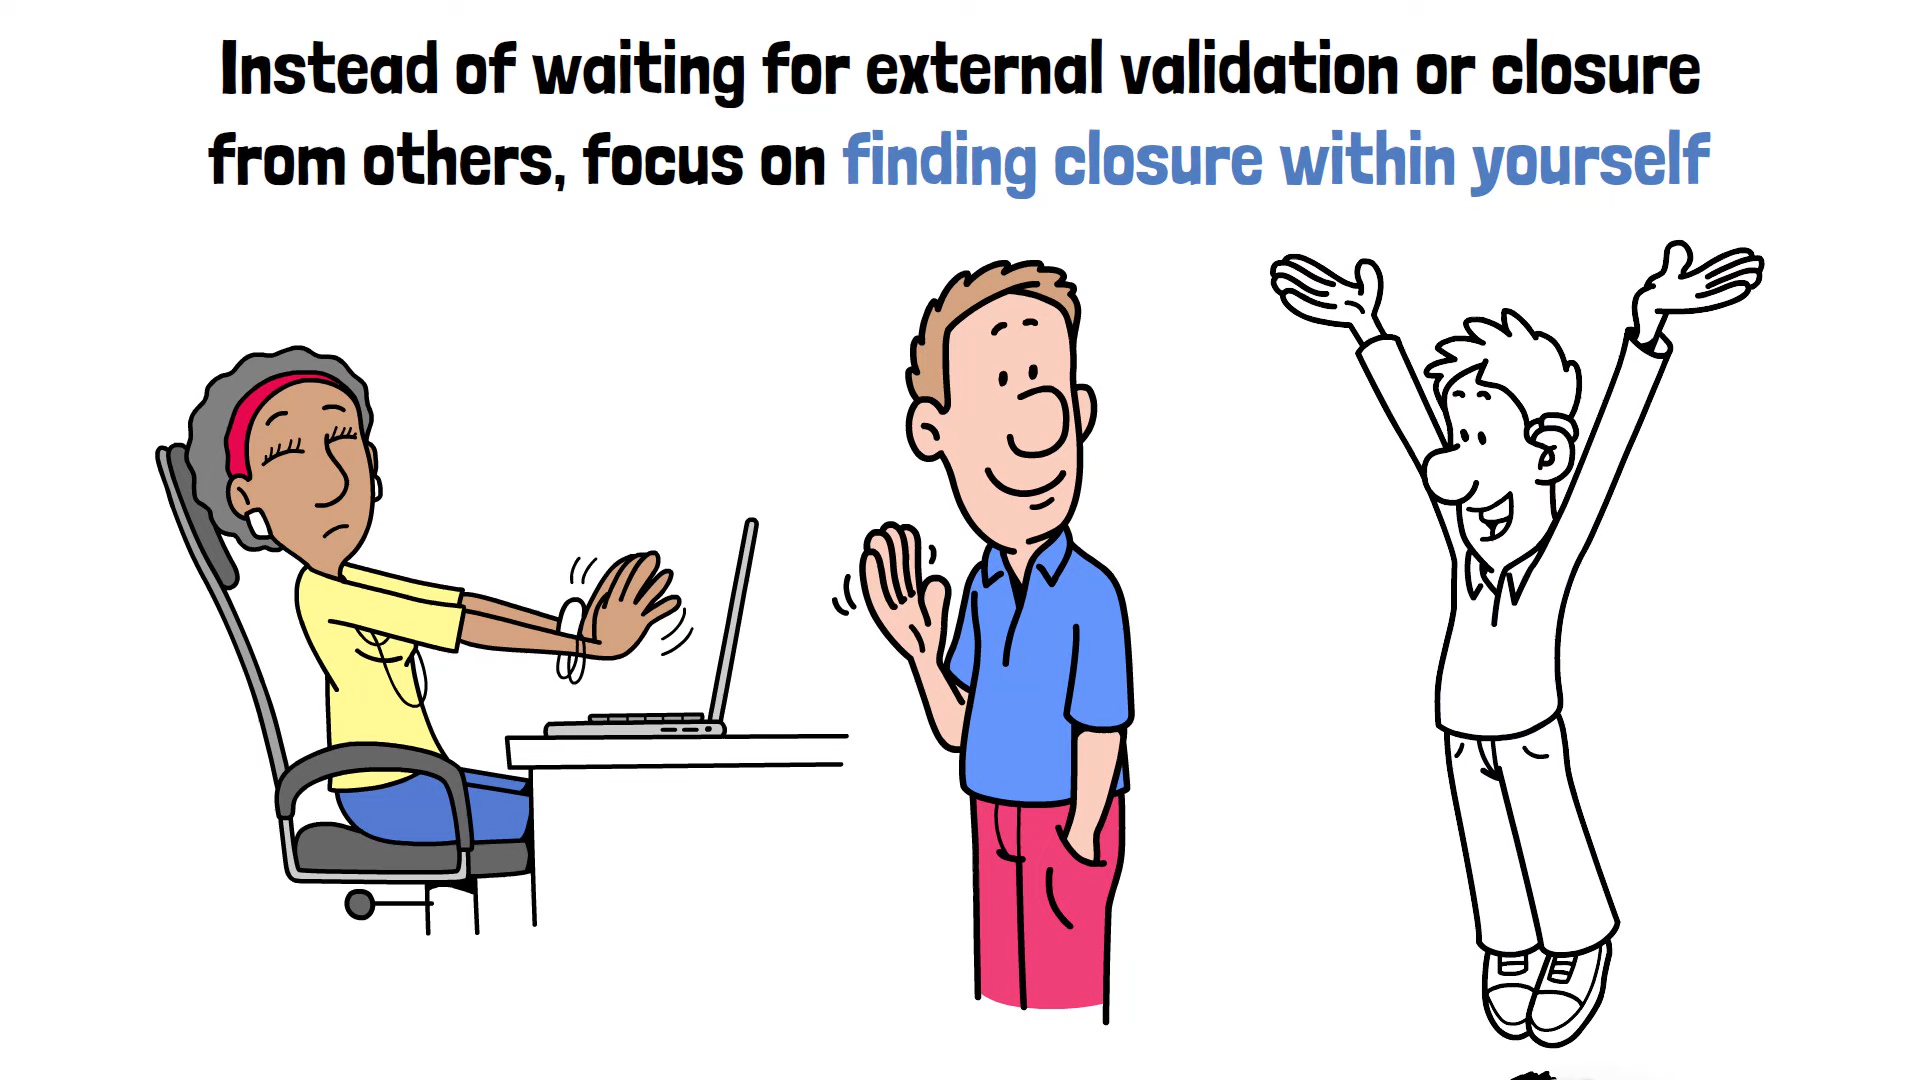 Instead of waiting for external validation or closure
from others, focus on finding closure within yourself